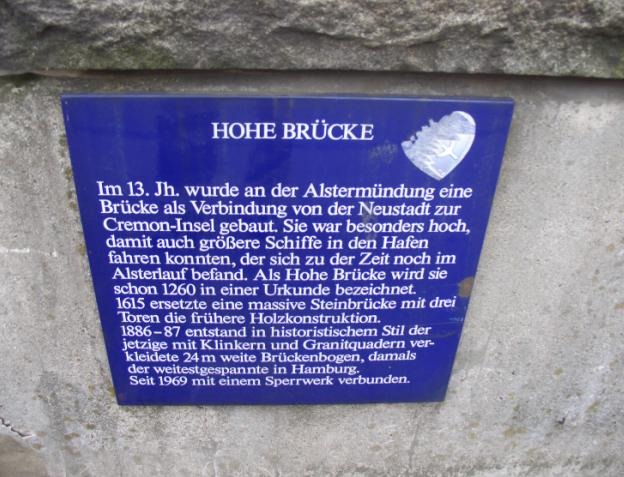 HOHE BRÜCKE
Im 13. Jh. wurde an der Alstermündung eine
Brücke als Verbindung von der Neustadt zur
Cremon-Insel gebaut. Sie war besonders hoch,
damit auch größere Schiffe in den Hafen
fahren konnten, der sich zu der Zeit noch im
Alsterlauf befand. Als Hohe Brücke wird sie
schon 1260 in einer Urkunde bezeichnet.
1615 ersetzte eine massive Steinbrücke mit drei
Toren die frühere Holzkonstruktion.
1886–87 entstand in historistischem Stil der
jetzige mit Klinkern und Granitquadern ver-
kleidete 24 m weite Brückenbogen, damals
der weitestgespannte in Hamburg.
Seit 1969 mit einem Sperrwerk verbunden.